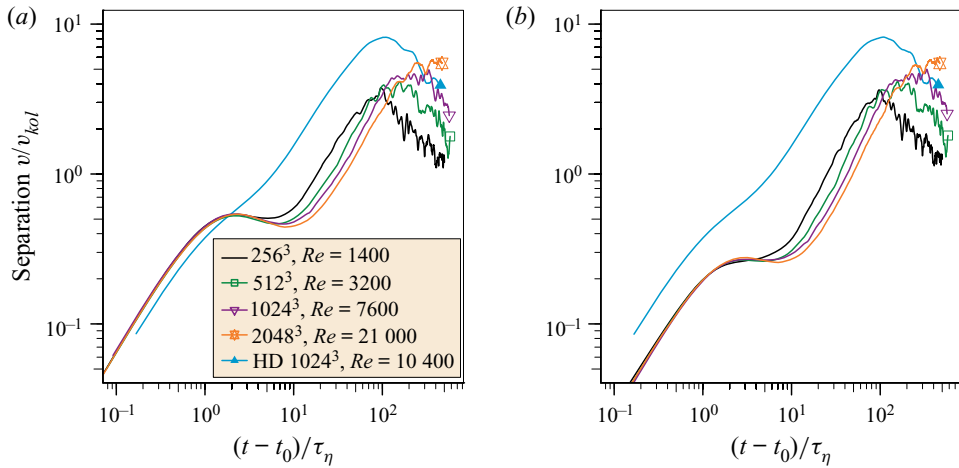 (a)
(b)
10¹
10⁰
10⁻¹
Separation v/v_kol
256³, Re = 1400
512³, Re = 3200
1024³, Re = 7600
2048³, Re = 21 000
HD 1024³, Re = 10 400
10⁻¹ 10⁰ 10¹ 10²
(t − t₀)/τ_η
10¹
10⁰
10⁻¹
10⁻¹ 10⁰ 10¹ 10²
(t − t₀)/τ_η